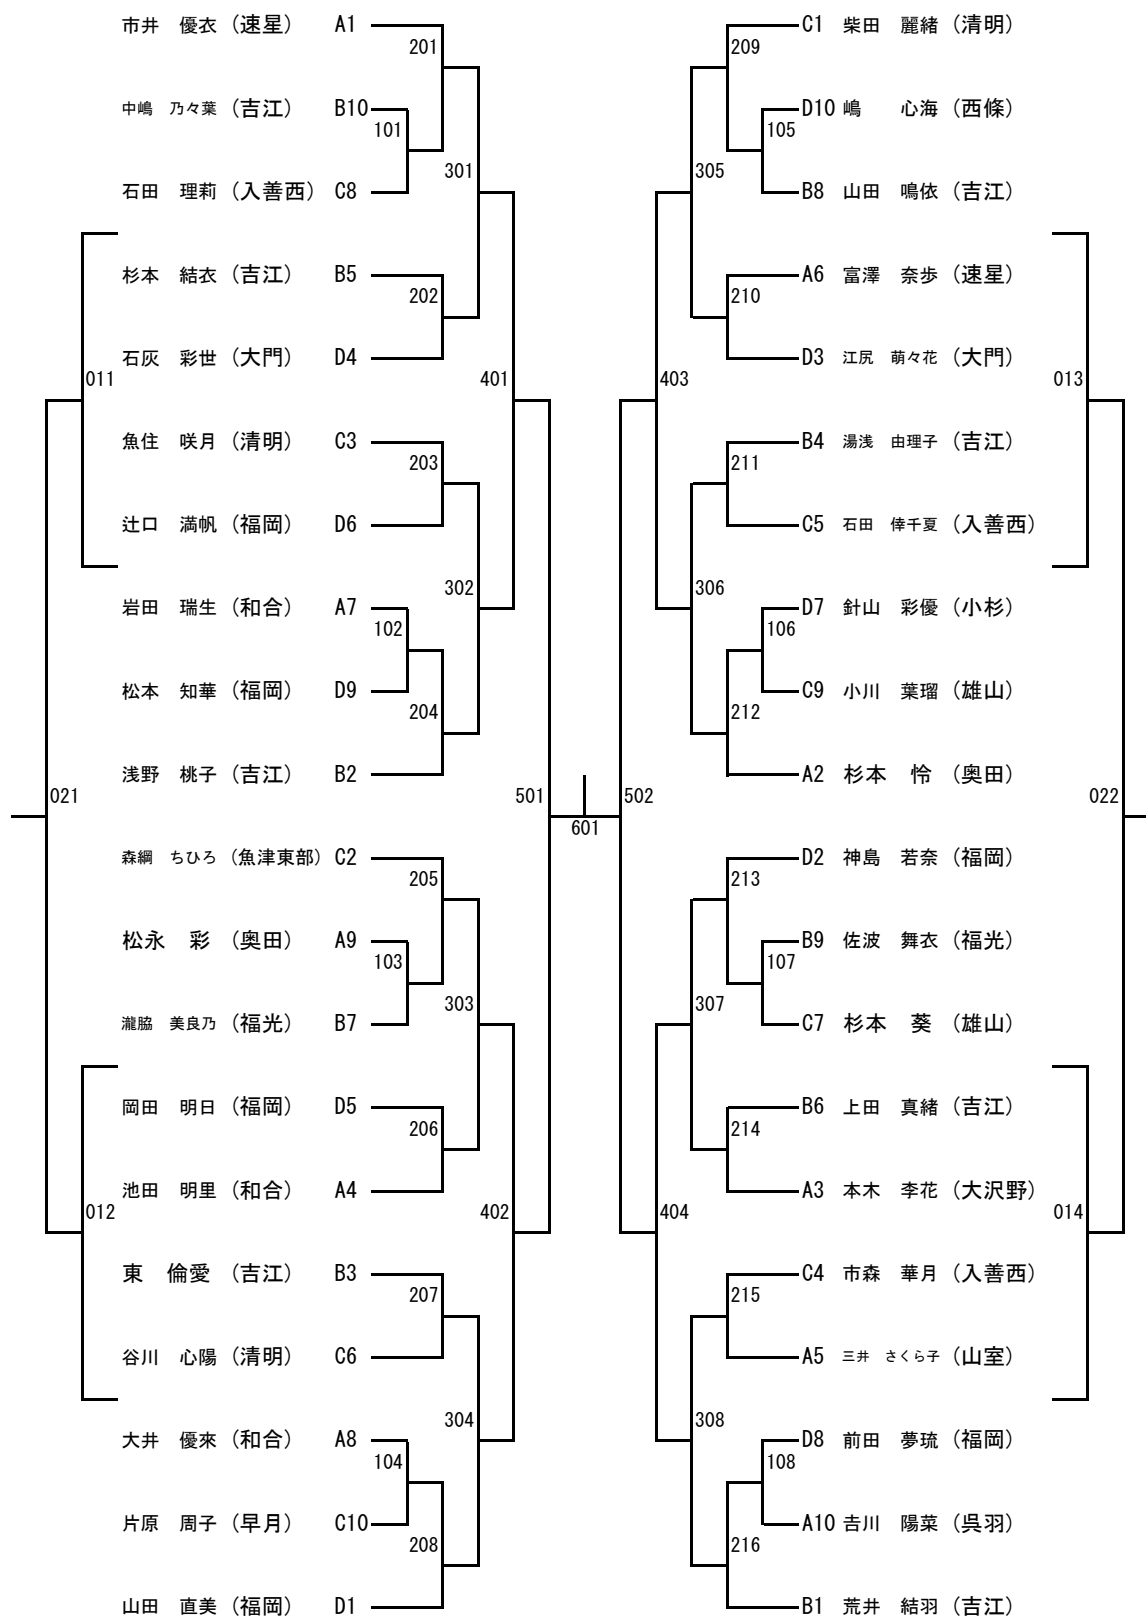 市井　優衣 （速星） A1
201
中嶋　乃々葉 （吉江） B10
101
石田　理莉 （入善西） C8
301
杉本　結衣 （吉江） B5
202
石灰　彩世 （大門） D4
011
401
魚住　咲月 （清明） C3
203
辻口　満帆 （福岡） D6
302
岩田　瑞生 （和合） A7
102
松本　知華 （福岡） D9
204
浅野　桃子 （吉江） B2
021
501
森綱　ちひろ （魚津東部） C2
205
松永　彩 （奥田） A9
103
瀧脇　美良乃 （福光） B7
303
岡田　明日 （福岡） D5
206
池田　明里 （和合） A4
012
402
東　倫愛 （吉江） B3
207
谷川　心陽 （清明） C6
304
大井　優來 （和合） A8
104
片原　周子 （早月） C10
208
山田　直美 （福岡） D1
601
C1 柴田　麗緒 （清明）
209
D10 嶋　心海 （西條）
105
B8 山田　鳴依 （吉江）
305
A6 富澤　奈歩 （速星）
210
D3 江尻　萌々花 （大門）
403
013
B4 湯浅　由理子 （吉江）
211
C5 石田　倖千夏 （入善西）
306
D7 針山　彩優 （小杉）
106
C9 小川　葉瑠 （雄山）
212
A2 杉本　怜 （奥田）
502
022
D2 神島　若奈 （福岡）
213
B9 佐波　舞衣 （福光）
107
C7 杉本　葵 （雄山）
307
B6 上田　真緒 （吉江）
214
A3 本木　李花 （大沢野）
404
014
C4 市森　華月 （入善西）
215
A5 三井　さくら子 （山室）
308
D8 前田　夢琉 （福岡）
108
A10 吉川　陽菜 （呉羽）
216
B1 荒井　結羽 （吉江）